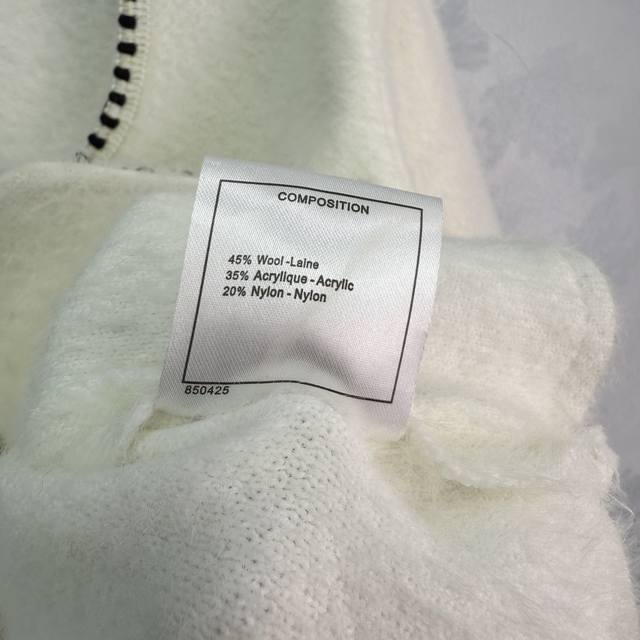 COMPOSITION
45% Wool -Laine
35% Acrylique - Acrylic
20% Nylon - Nylon
850425